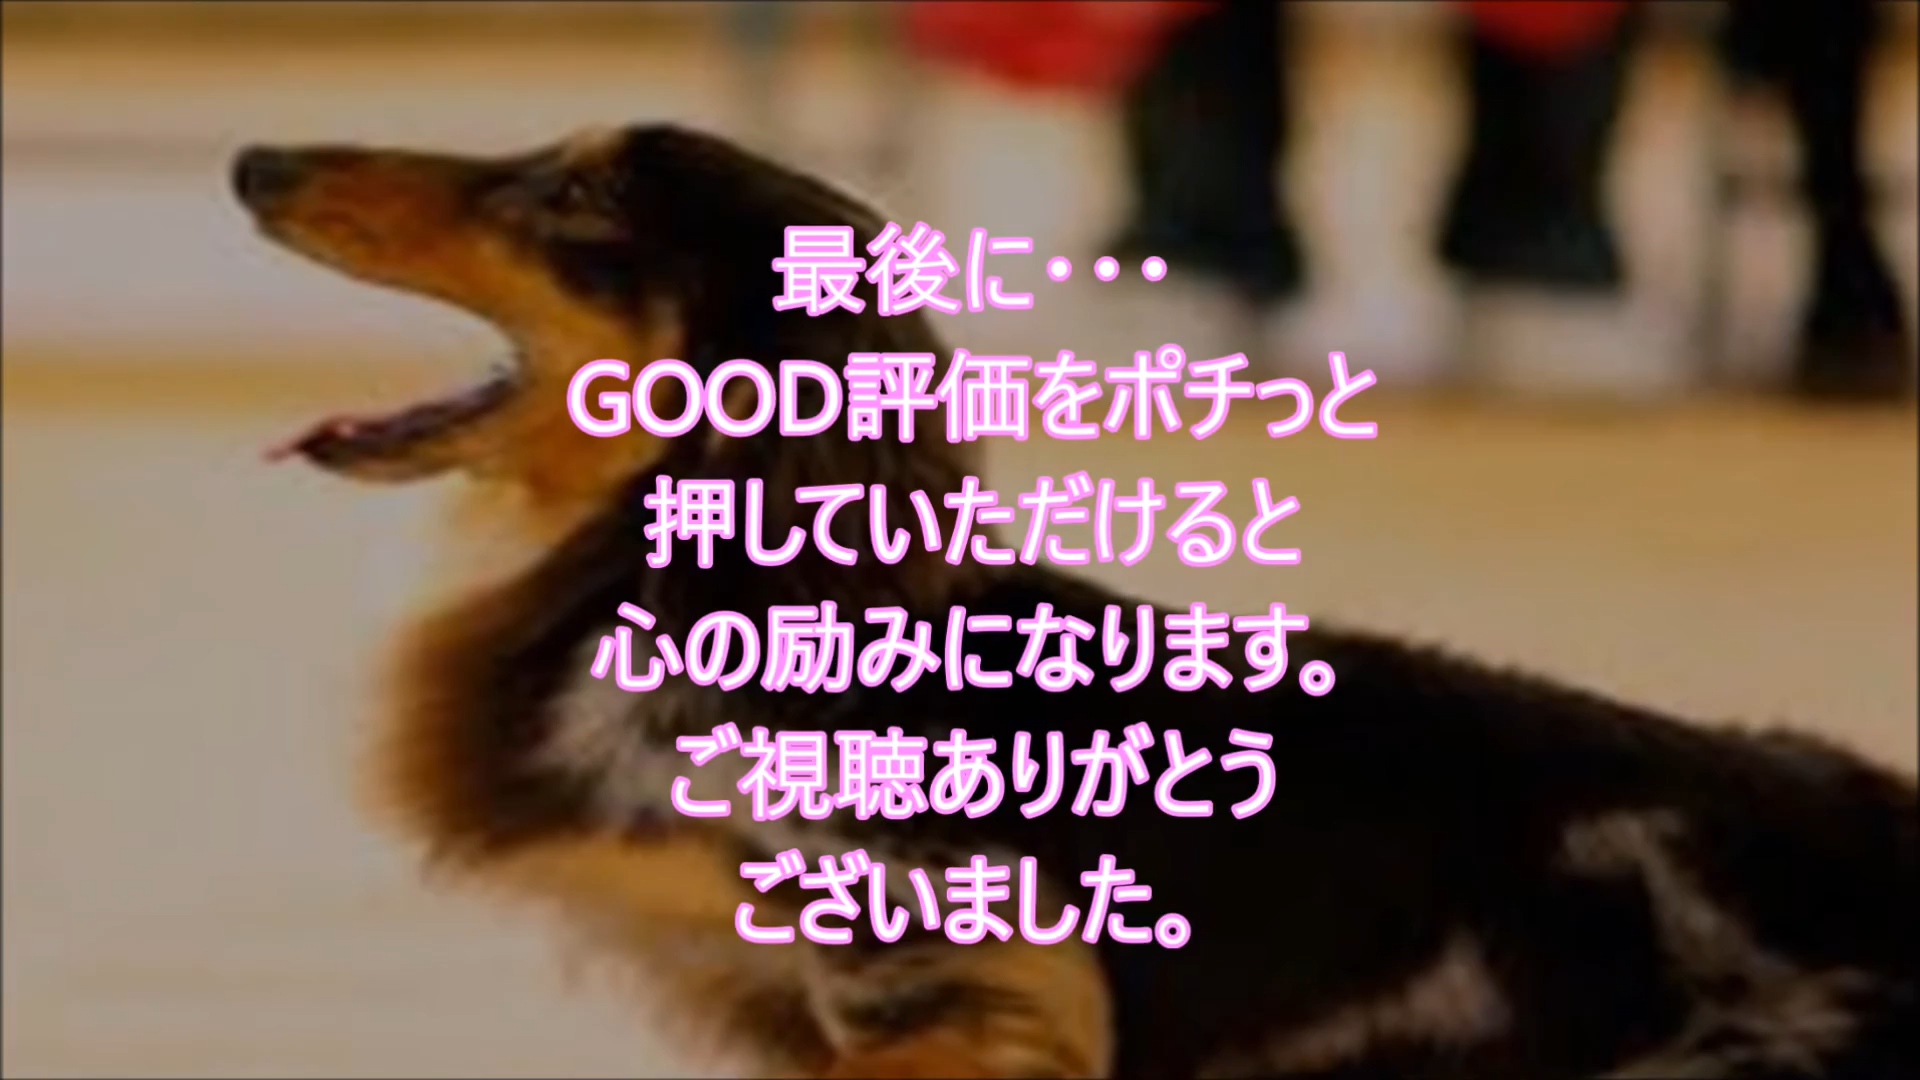 最後に・・・
GOOD評価をポチっと
押していただけると
心の励みになります。
ご視聴ありがとう
ございました。